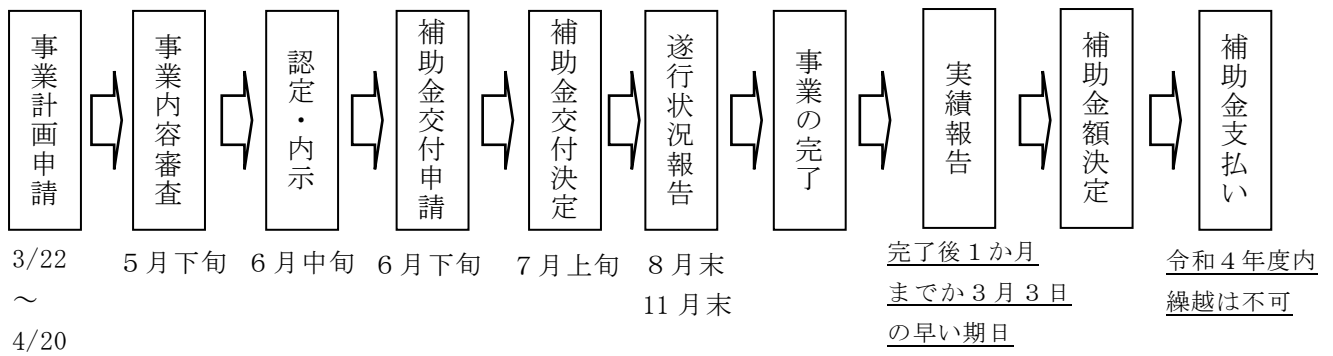 事業計画申請
事業内容審査
認定・内示
補助金交付申請
補助金交付決定
遂行状況報告
事業の完了
実績報告
補助金額決定
補助金支払い
3/22
～
4/20
５月下旬
６月中旬
６月下旬
７月上旬
８月末
11月末
完了後１か月
までか３月３日
の早い期日
令和４年度内
繰越は不可